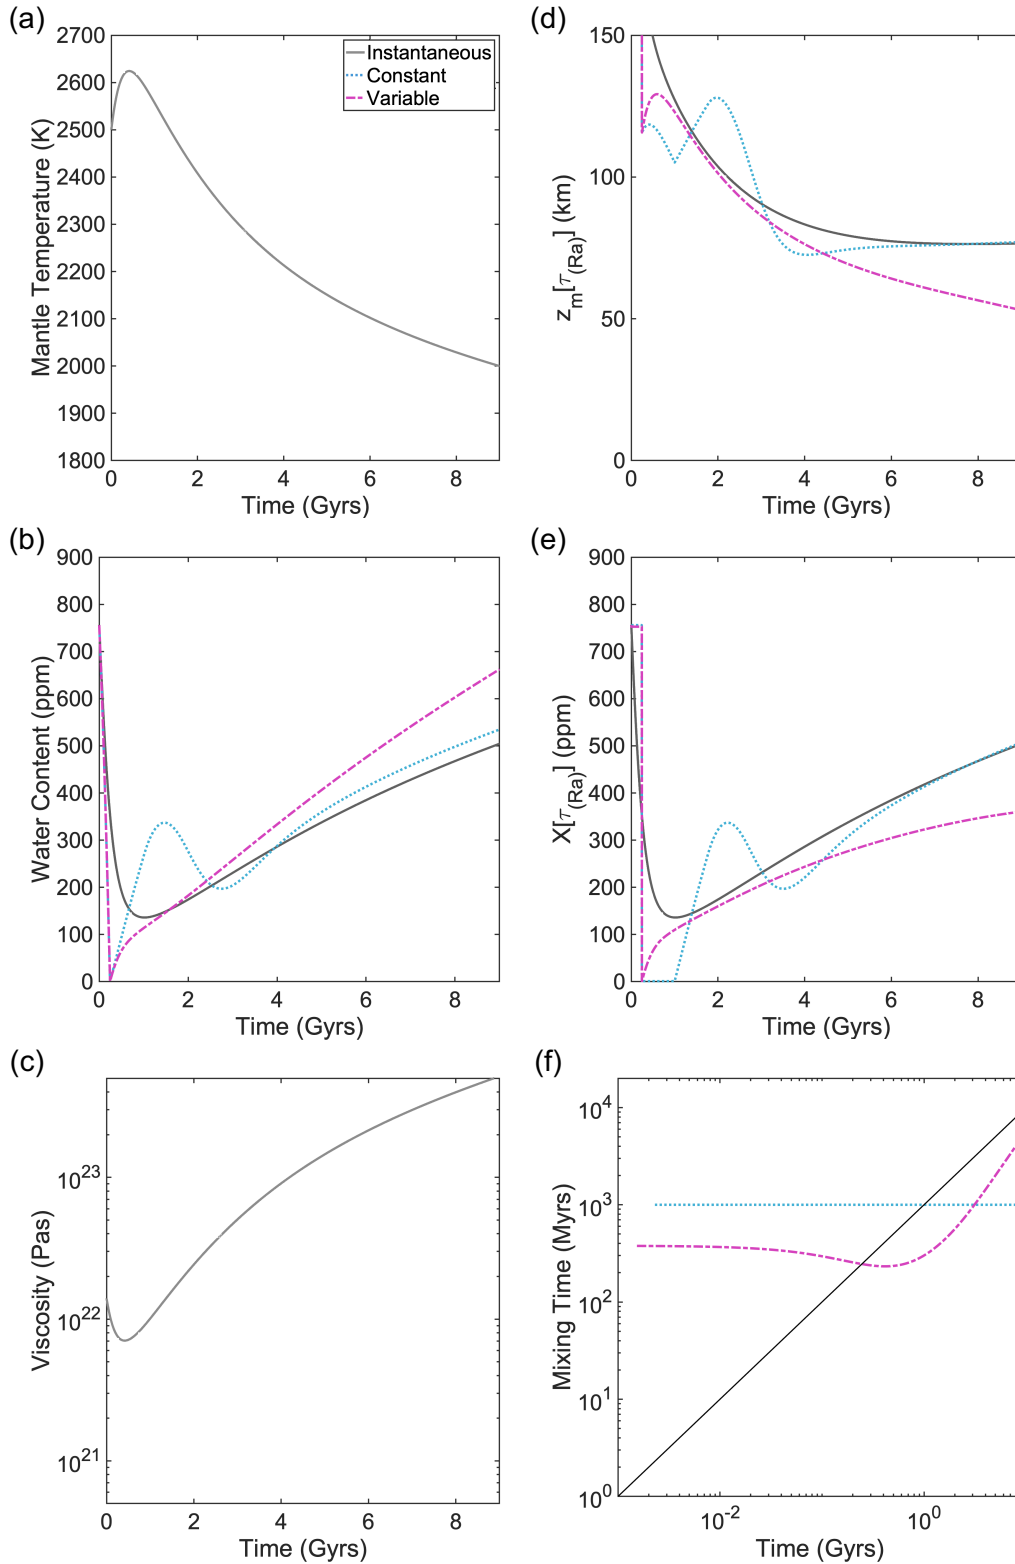 (a)
2700
2600
2500
2400
2300
2200
2100
2000
1900
1800
Mantle Temperature (K)
Instantaneous
Constant
Variable
0 2 4 6 8
Time (Gyrs)
(d)
150
100
50
0
z_m[τ_(Ra)] (km)
0 2 4 6 8
Time (Gyrs)
(b)
900
800
700
600
500
400
300
200
100
0
Water Content (ppm)
0 2 4 6 8
Time (Gyrs)
(e)
900
800
700
600
500
400
300
200
100
0
X[τ_(Ra)] (ppm)
0 2 4 6 8
Time (Gyrs)
(c)
10^23
10^22
10^21
Viscosity (Pas)
0 2 4 6 8
Time (Gyrs)
(f)
10^4
10^3
10^2
10^1
10^0
Mixing Time (Myrs)
10^-2 10^0
Time (Gyrs)